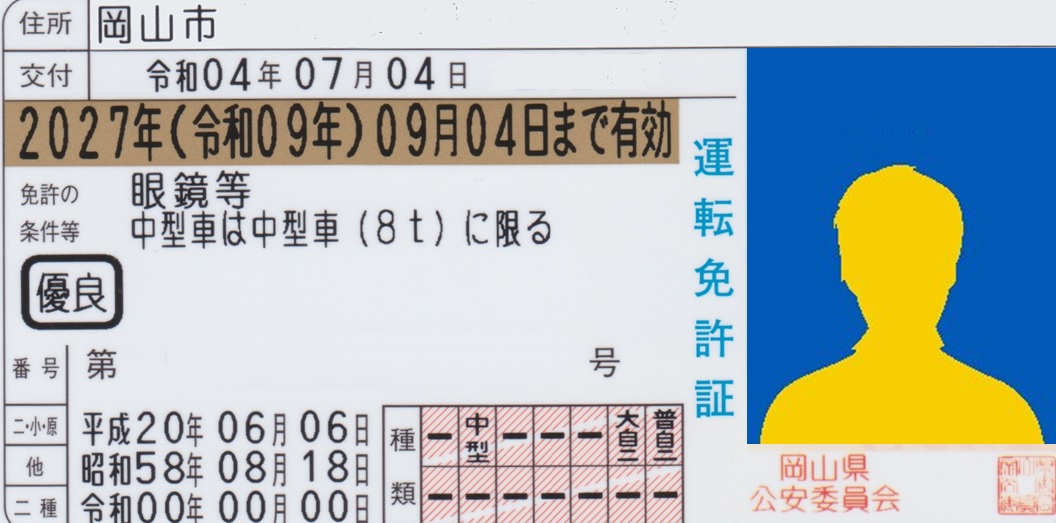 住所 岡山市
交付 令和04年07月04日
2027年(令和09年)09月04日まで有効
免許の 眼鏡等
条件等 中型車は中型車(8t)に限る
優良
番号 第 号
二・小・原 平成20年06月06日
他 昭和58年08月18日
二種 令和00年00月00日
種類
－ 中型 － － － 大自二 普自二
－ － － － － － －
運転免許証
岡山県
公安委員会